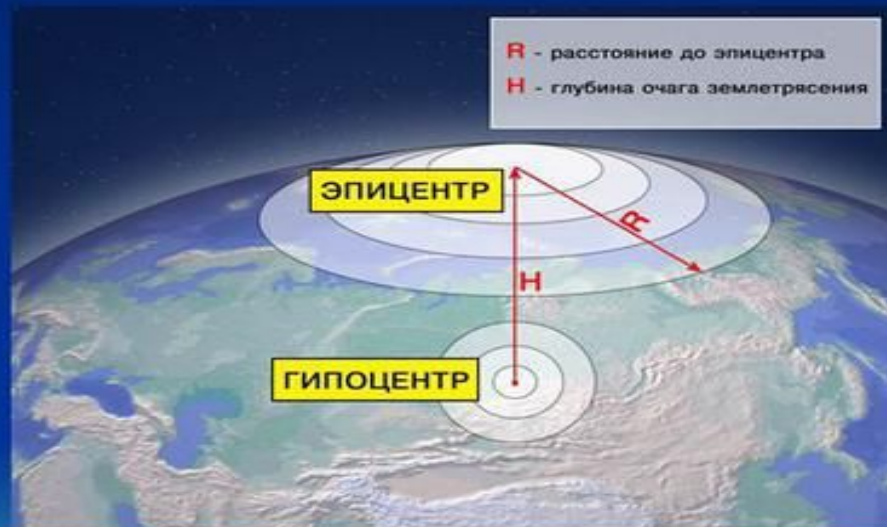 R - расстояние до эпицентра
H - глубина очага землетрясения
ЭПИЦЕНТР
R
H
ГИПОЦЕНТР